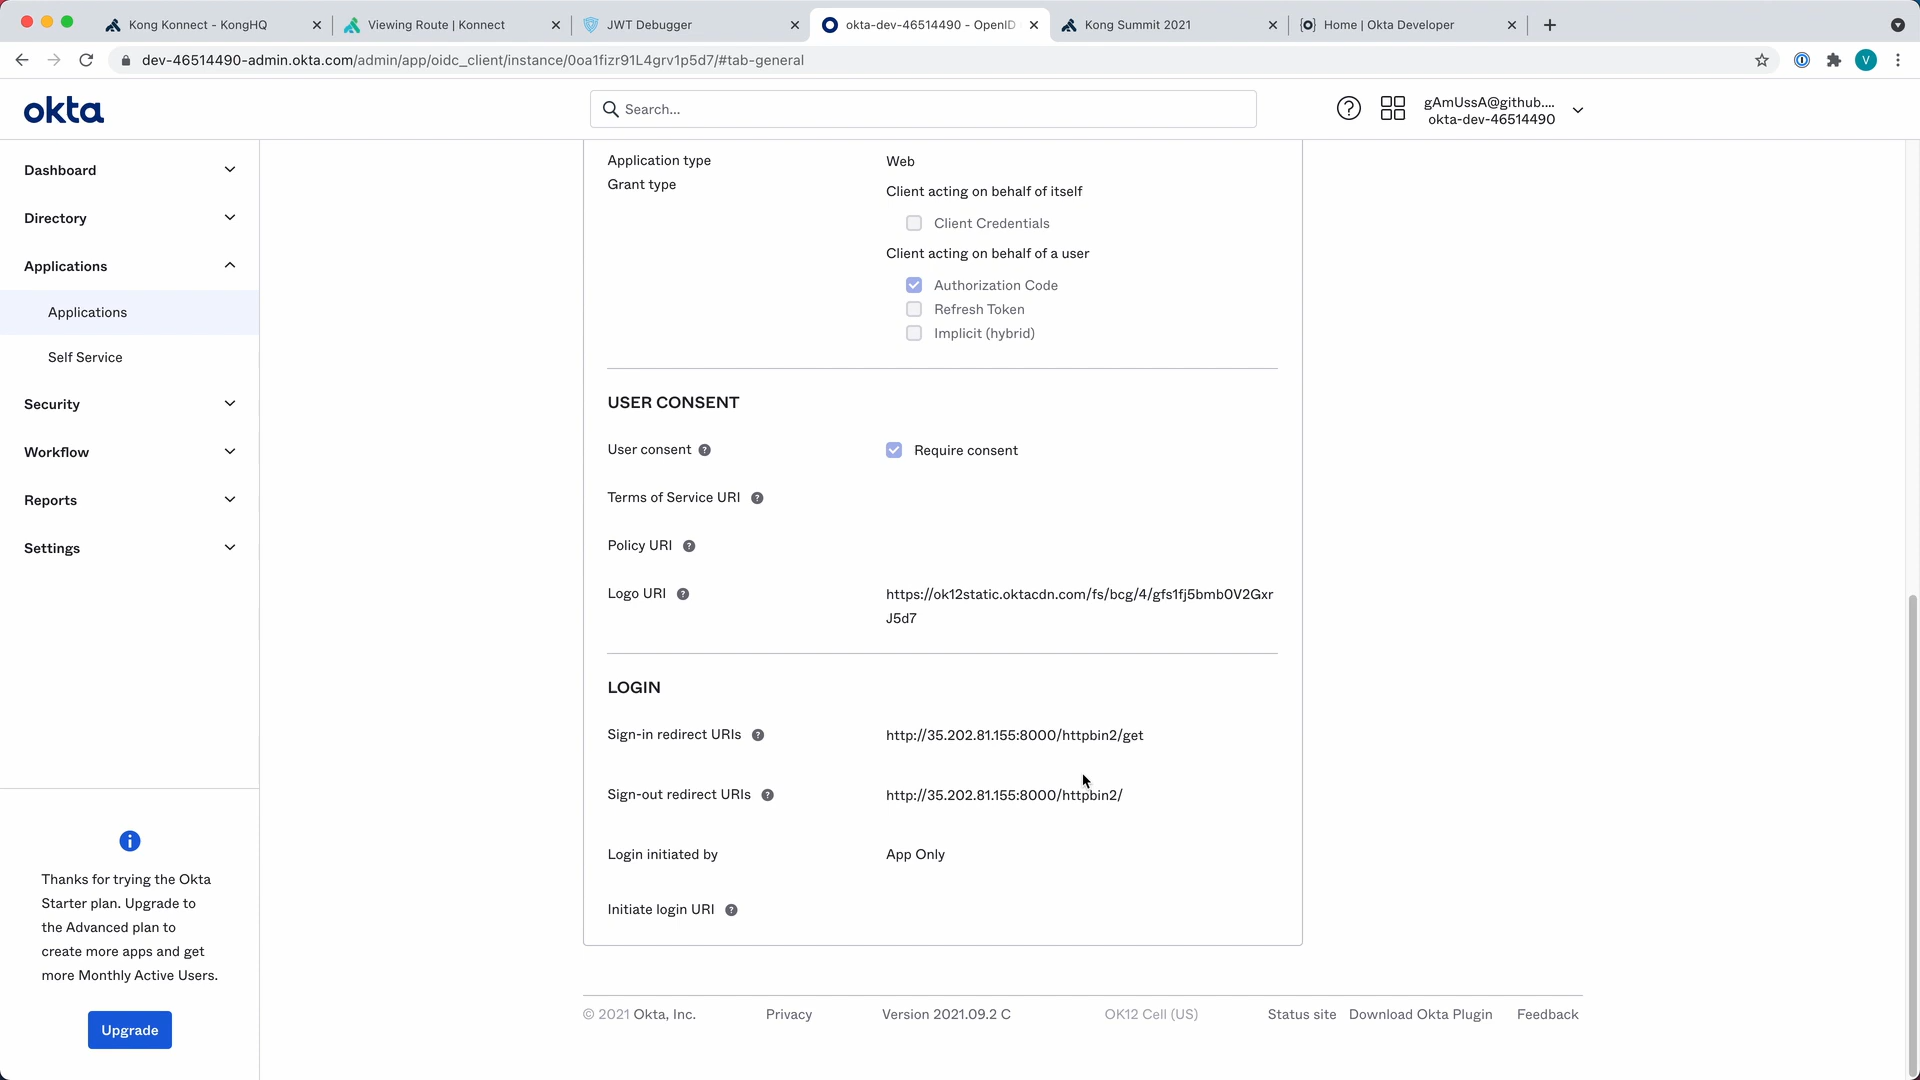 Kong Konnect - KongHQ
Viewing Route | Konnect
JWT Debugger
okta-dev-46514490 - OpenID
Kong Summit 2021
Home | Okta Developer
dev-46514490-admin.okta.com/admin/app/oidc_client/instance/0oa1fizr91L4grv1p5d7/#tab-general
V
okta
Search...
gAmUssA@github....
okta-dev-46514490
Dashboard
Directory
Applications
Applications
Self Service
Security
Workflow
Reports
Settings
Thanks for trying the Okta
Starter plan. Upgrade to
the Advanced plan to
create more apps and get
more Monthly Active Users.
Upgrade
Application type
Web
Grant type
Client acting on behalf of itself
Client Credentials
Client acting on behalf of a user
Authorization Code
Refresh Token
Implicit (hybrid)
USER CONSENT
User consent
Require consent
Terms of Service URI
Policy URI
Logo URI
https://ok12static.oktacdn.com/fs/bcg/4/gfs1fj5bmb0V2Gxr
J5d7
LOGIN
Sign-in redirect URIs
http://35.202.81.155:8000/httpbin2/get
Sign-out redirect URIs
http://35.202.81.155:8000/httpbin2/
Login initiated by
App Only
Initiate login URI
© 2021 Okta, Inc.
Privacy
Version 2021.09.2 C
OK12 Cell (US)
Status site
Download Okta Plugin
Feedback